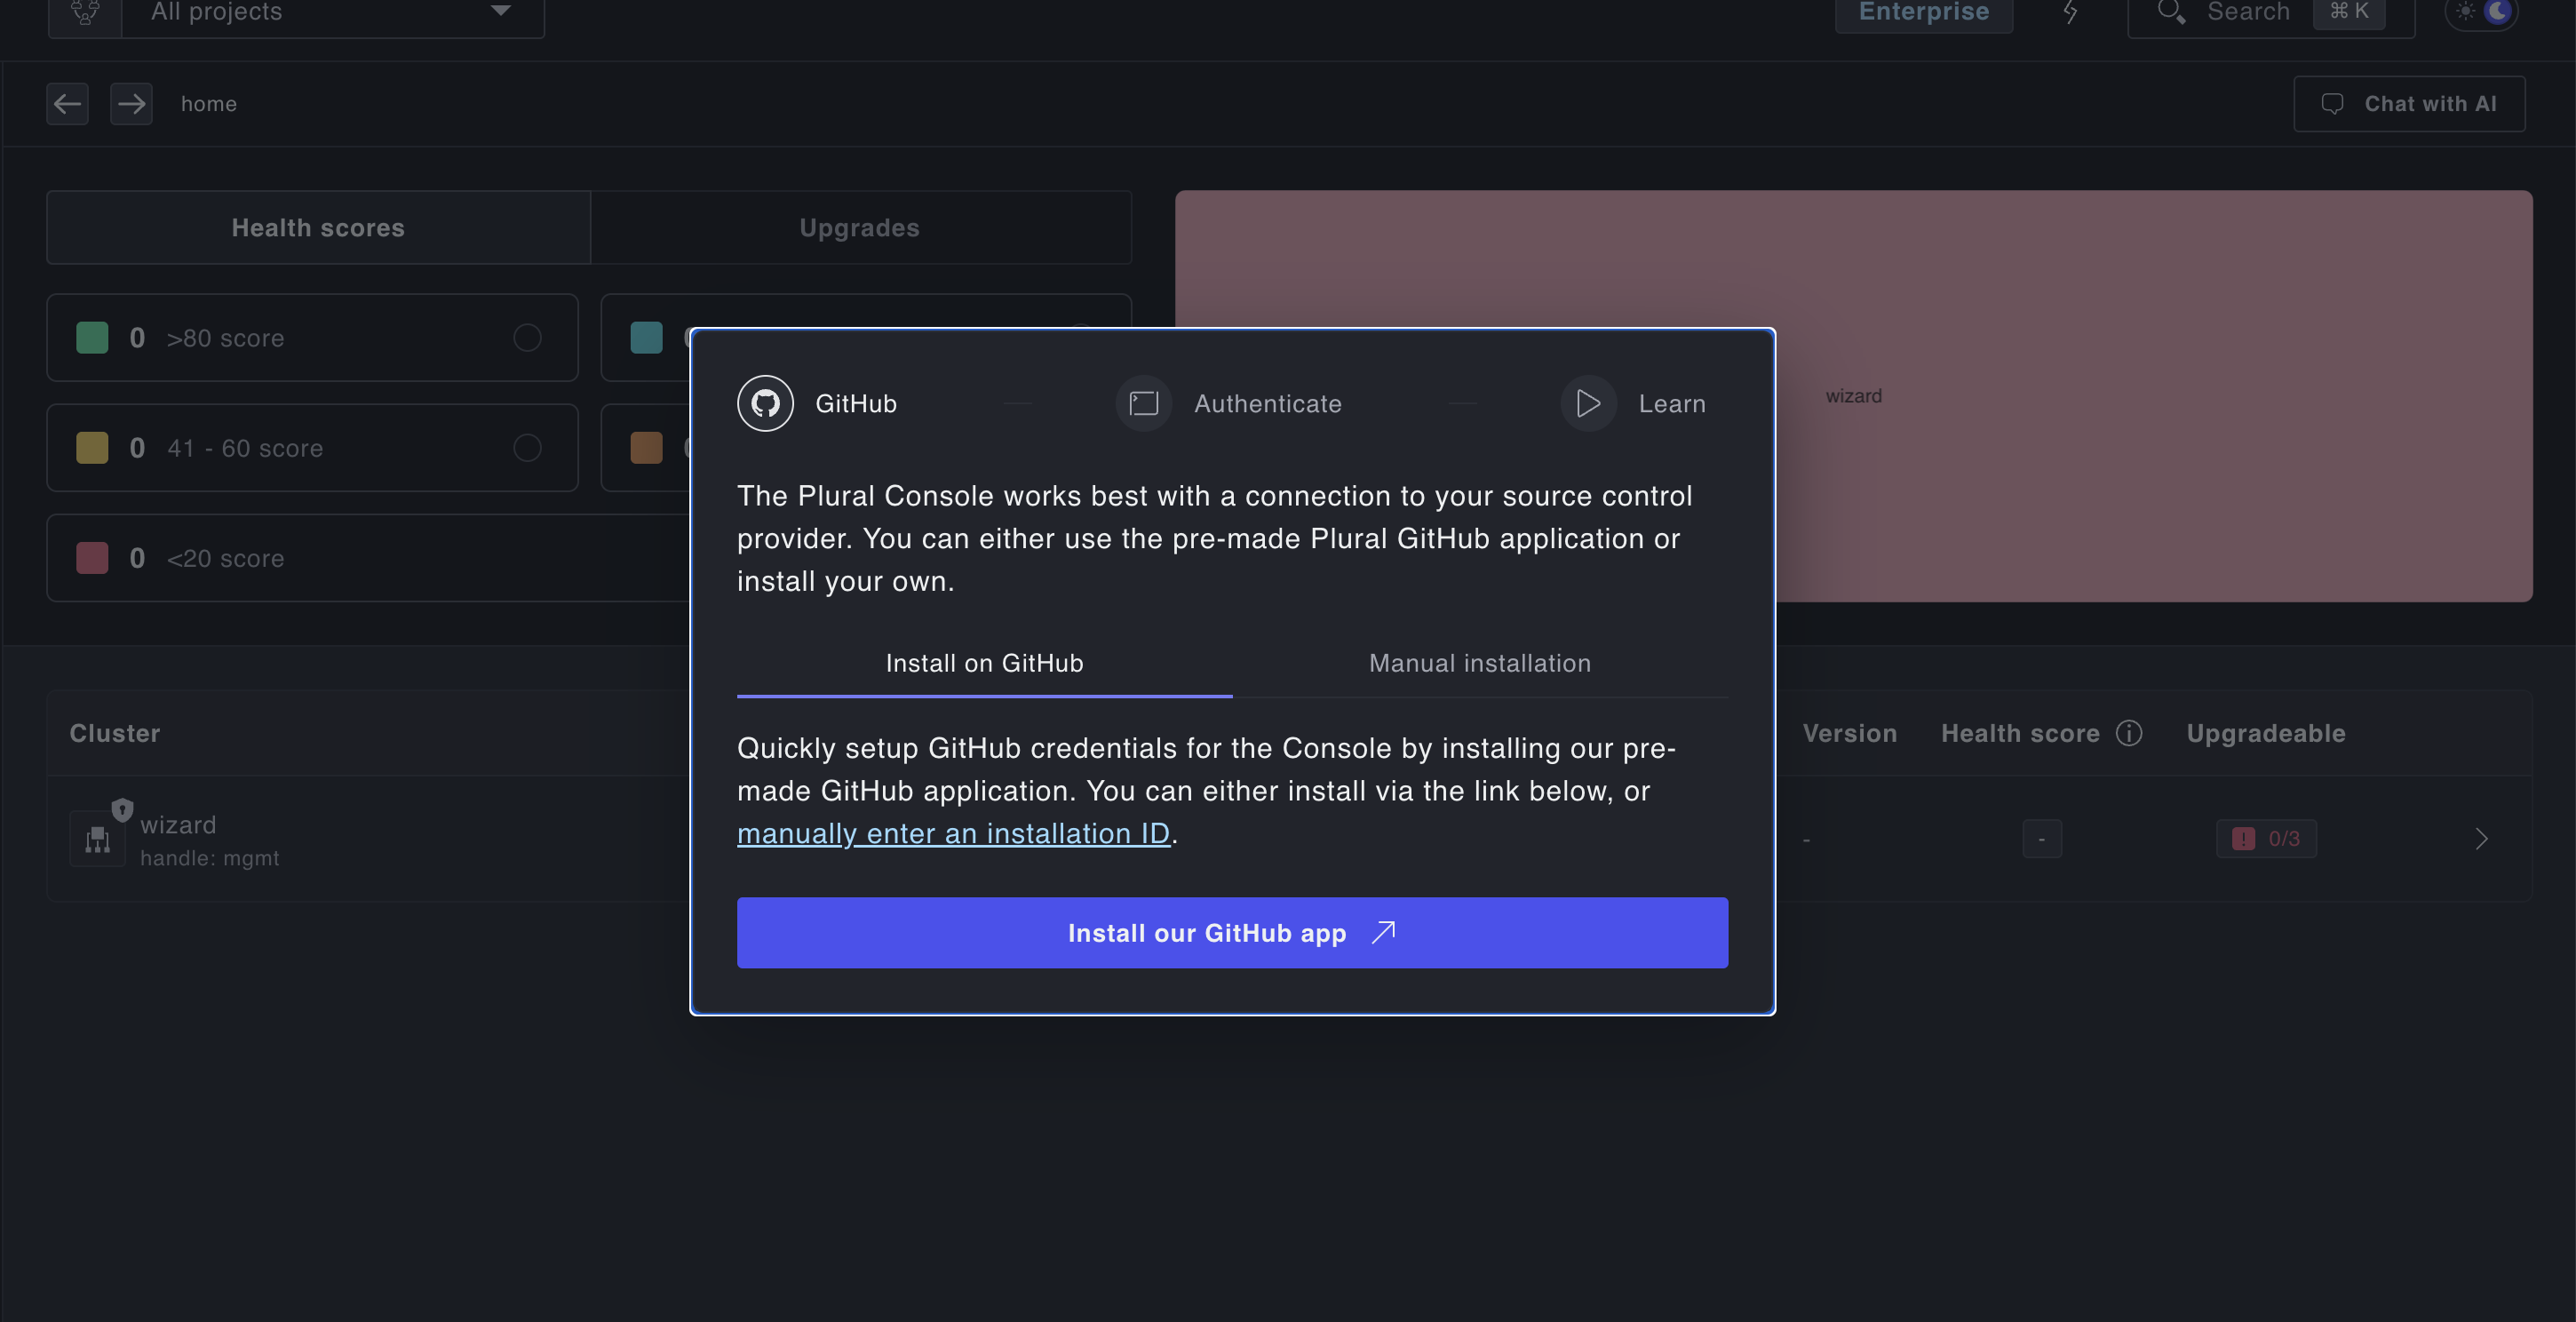 All projects
Enterprise
Search
⌘ K
home
Chat with AI
Health scores
Upgrades
0 >80 score
0 41 - 60 score
0 <20 score
wizard
GitHub
Authenticate
Learn
The Plural Console works best with a connection to your source control
provider. You can either use the pre-made Plural GitHub application or
install your own.
Install on GitHub
Manual installation
Quickly setup GitHub credentials for the Console by installing our pre-
made GitHub application. You can either install via the link below, or
manually enter an installation ID.
Install our GitHub app
Cluster
Version
Health score
Upgradeable
wizard
handle: mgmt
-
-
0/3